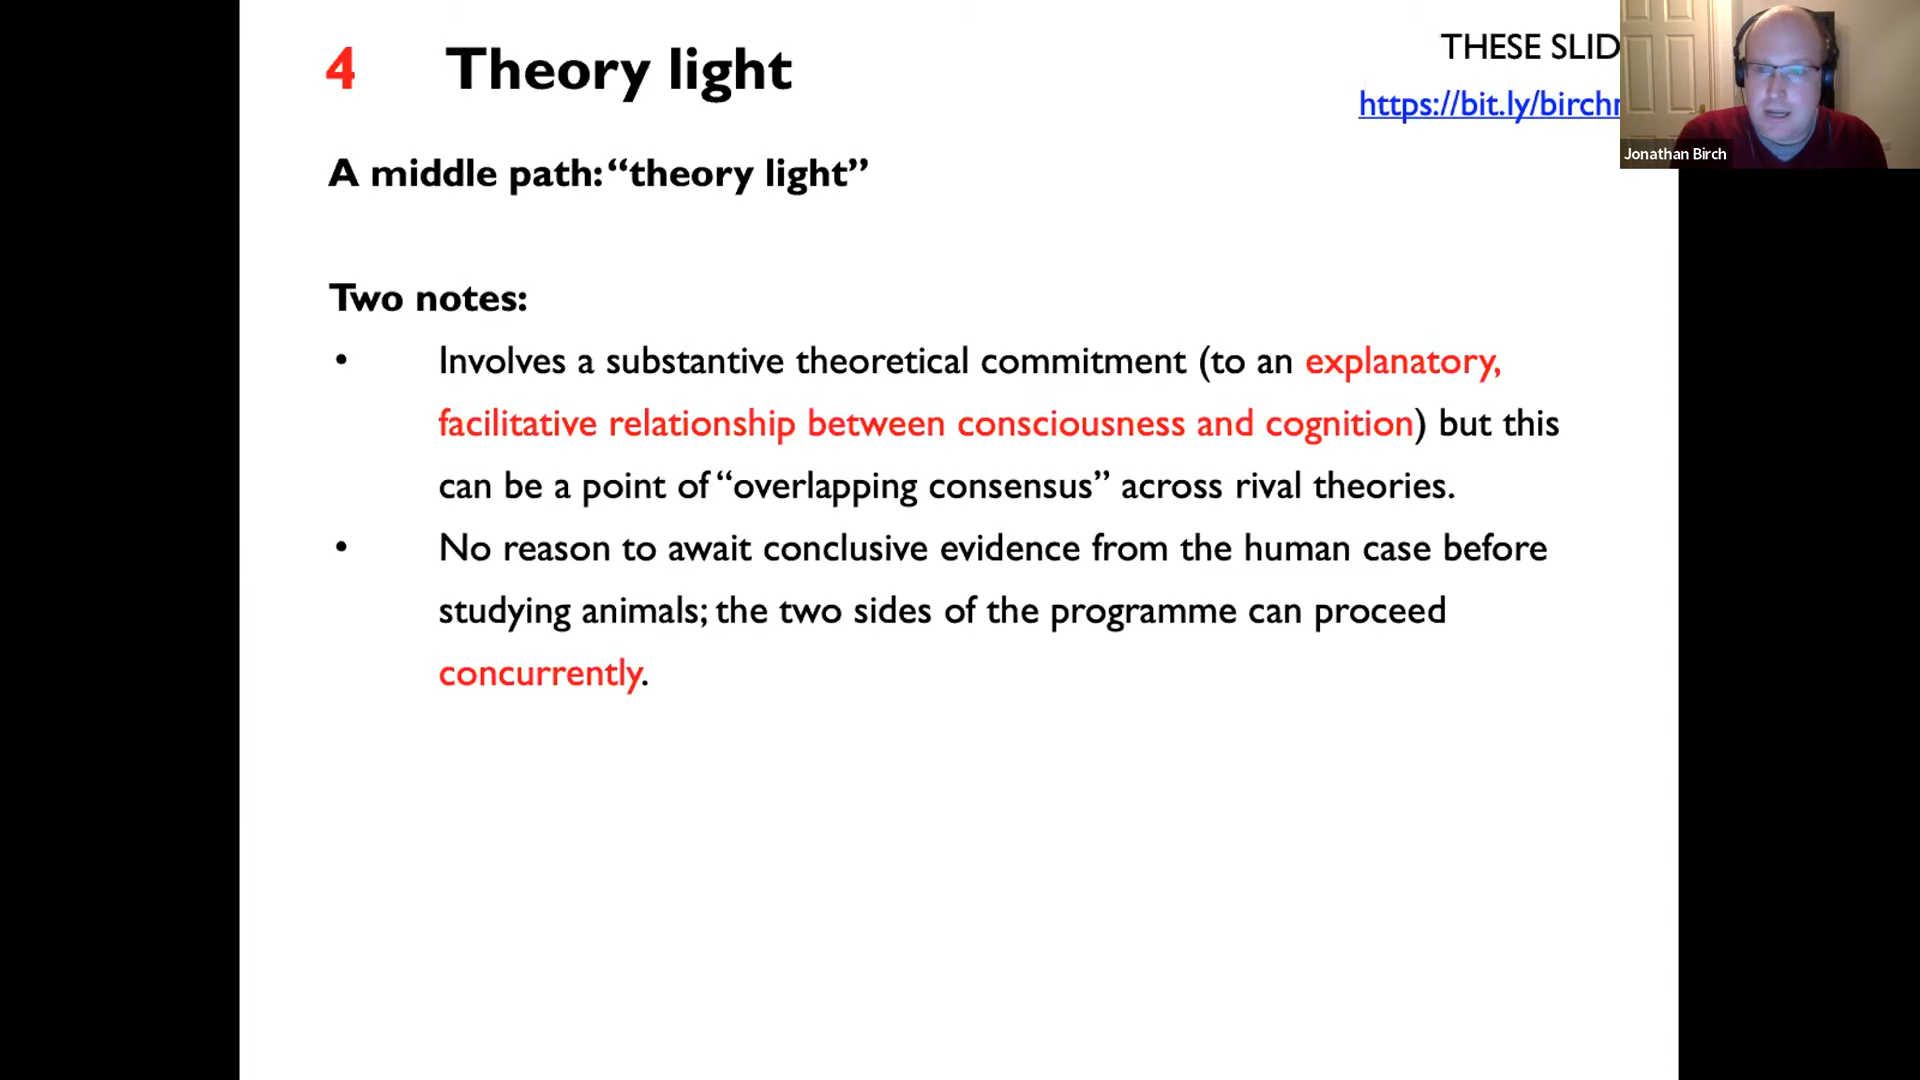 4 Theory light
THESE SLID
https://bit.ly/birchr
Jonathan Birch
A middle path: “theory light”
Two notes:
• Involves a substantive theoretical commitment (to an explanatory,
facilitative relationship between consciousness and cognition) but this
can be a point of “overlapping consensus” across rival theories.
• No reason to await conclusive evidence from the human case before
studying animals; the two sides of the programme can proceed
concurrently.